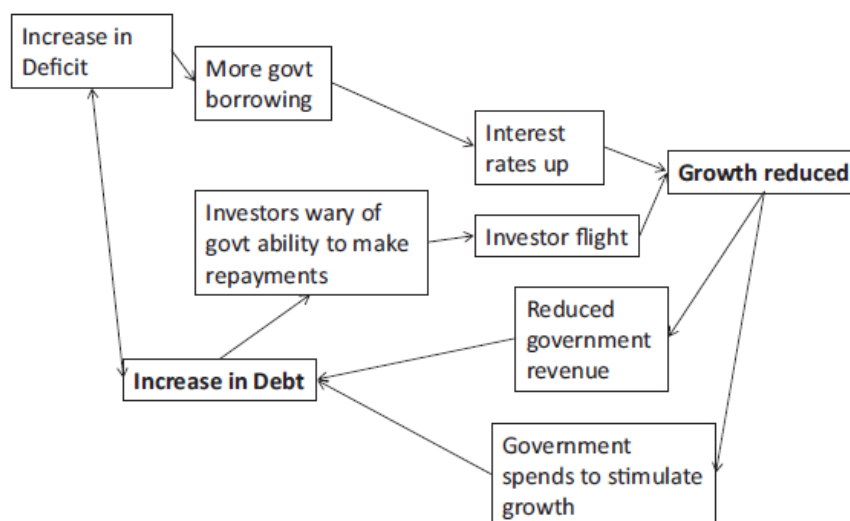 Increase in
Deficit
More govt
borrowing
Interest
rates up
Growth reduced
Investors wary of
govt ability to make
repayments
Investor flight
Reduced
government
revenue
Increase in Debt
Government
spends to stimulate
growth